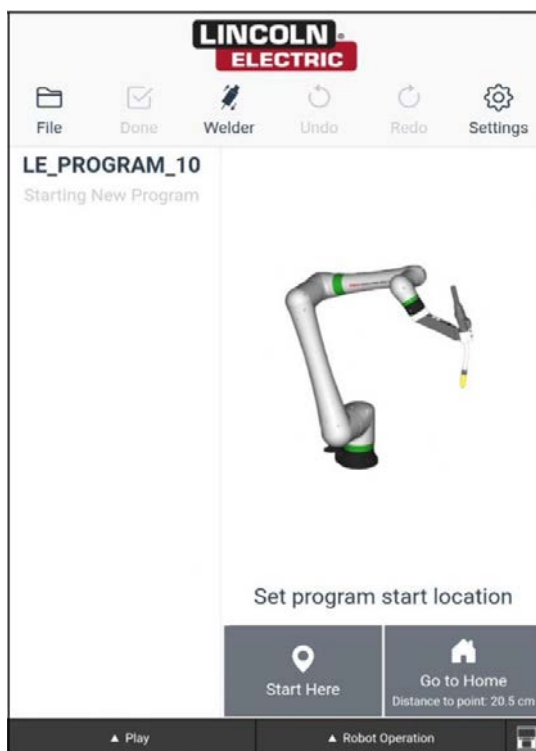 LINCOLN
ELECTRIC
File
Done
Welder
Undo
Redo
Settings
LE_PROGRAM_10
Starting New Program
Set program start location
Start Here
Go to Home
Distance to point: 20.5 cm
▲ Play
▲ Robot Operation